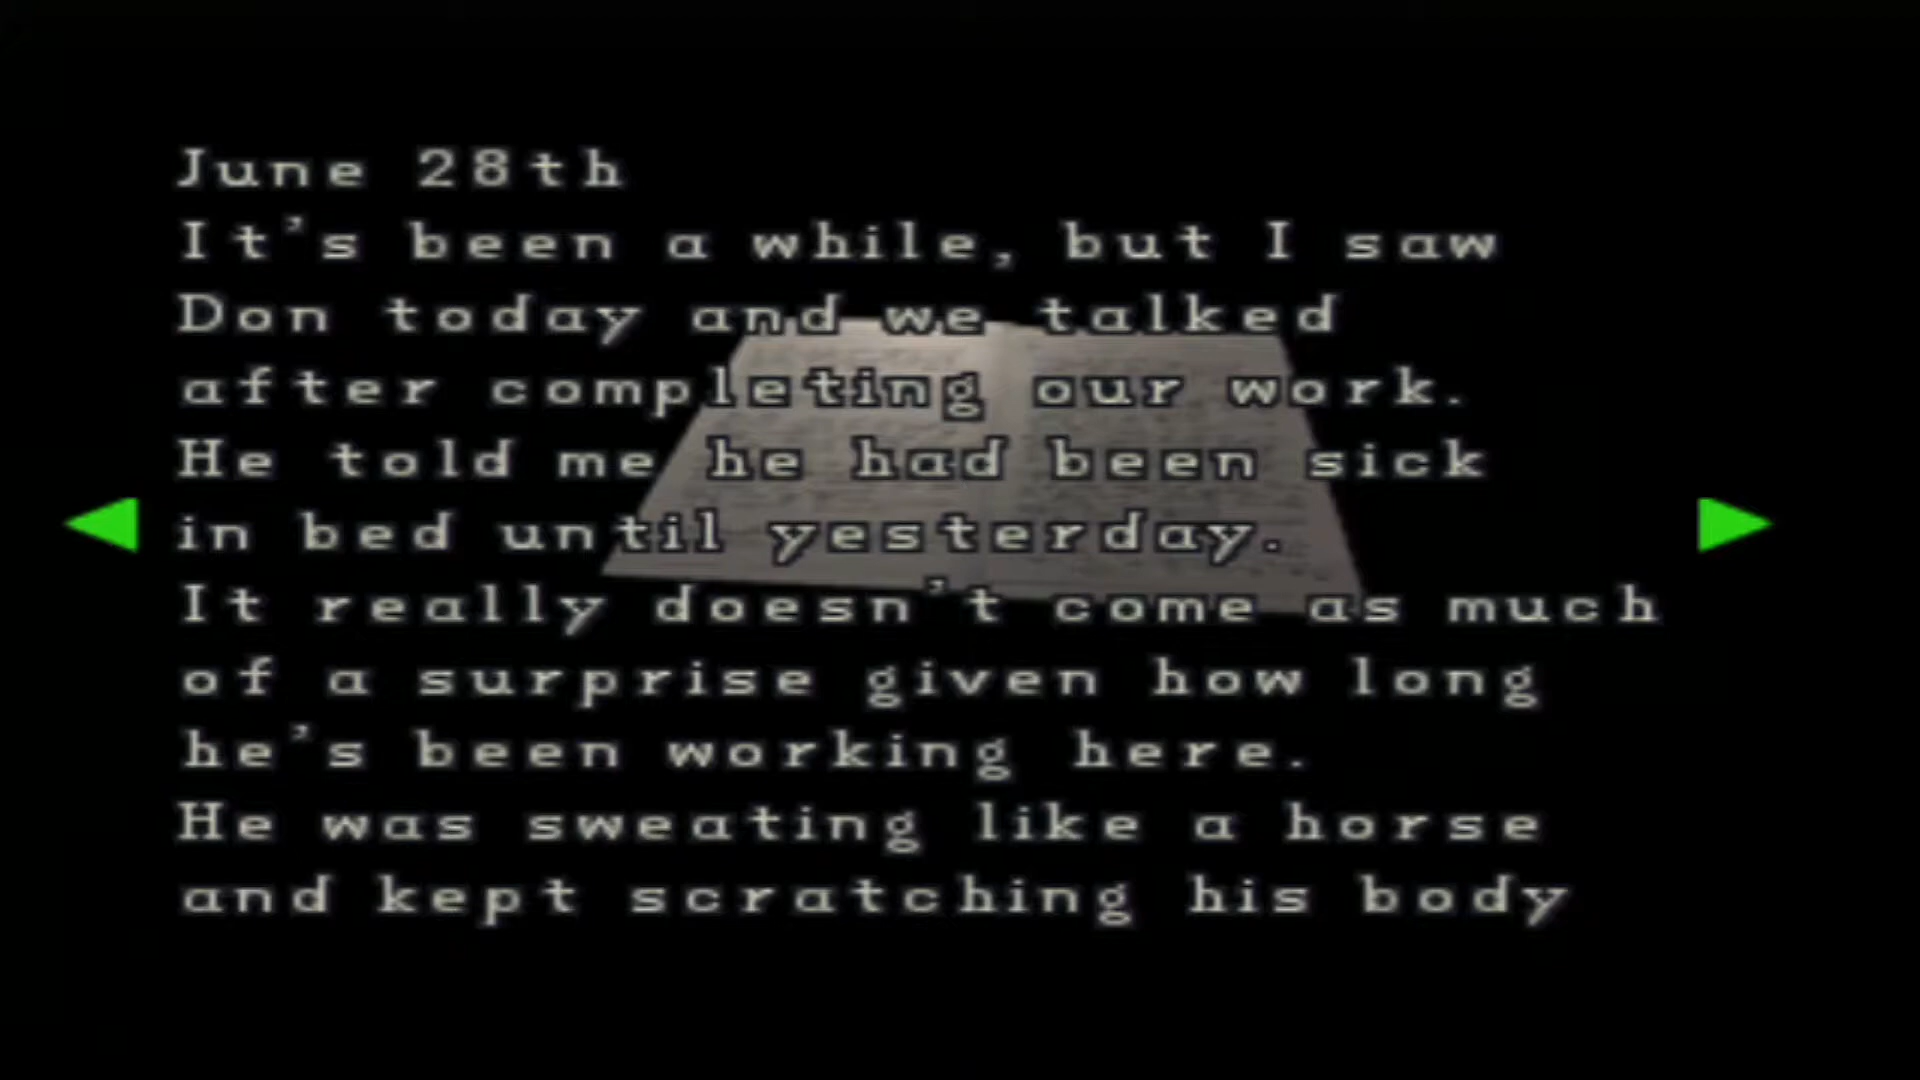 June 28th
It's been a while, but I saw
Don today and we talked
after completing our work.
He told me he had been sick
in bed until yesterday.
It really doesn't come as much
of a surprise given how long
he's been working here.
He was sweating like a horse
and kept scratching his body